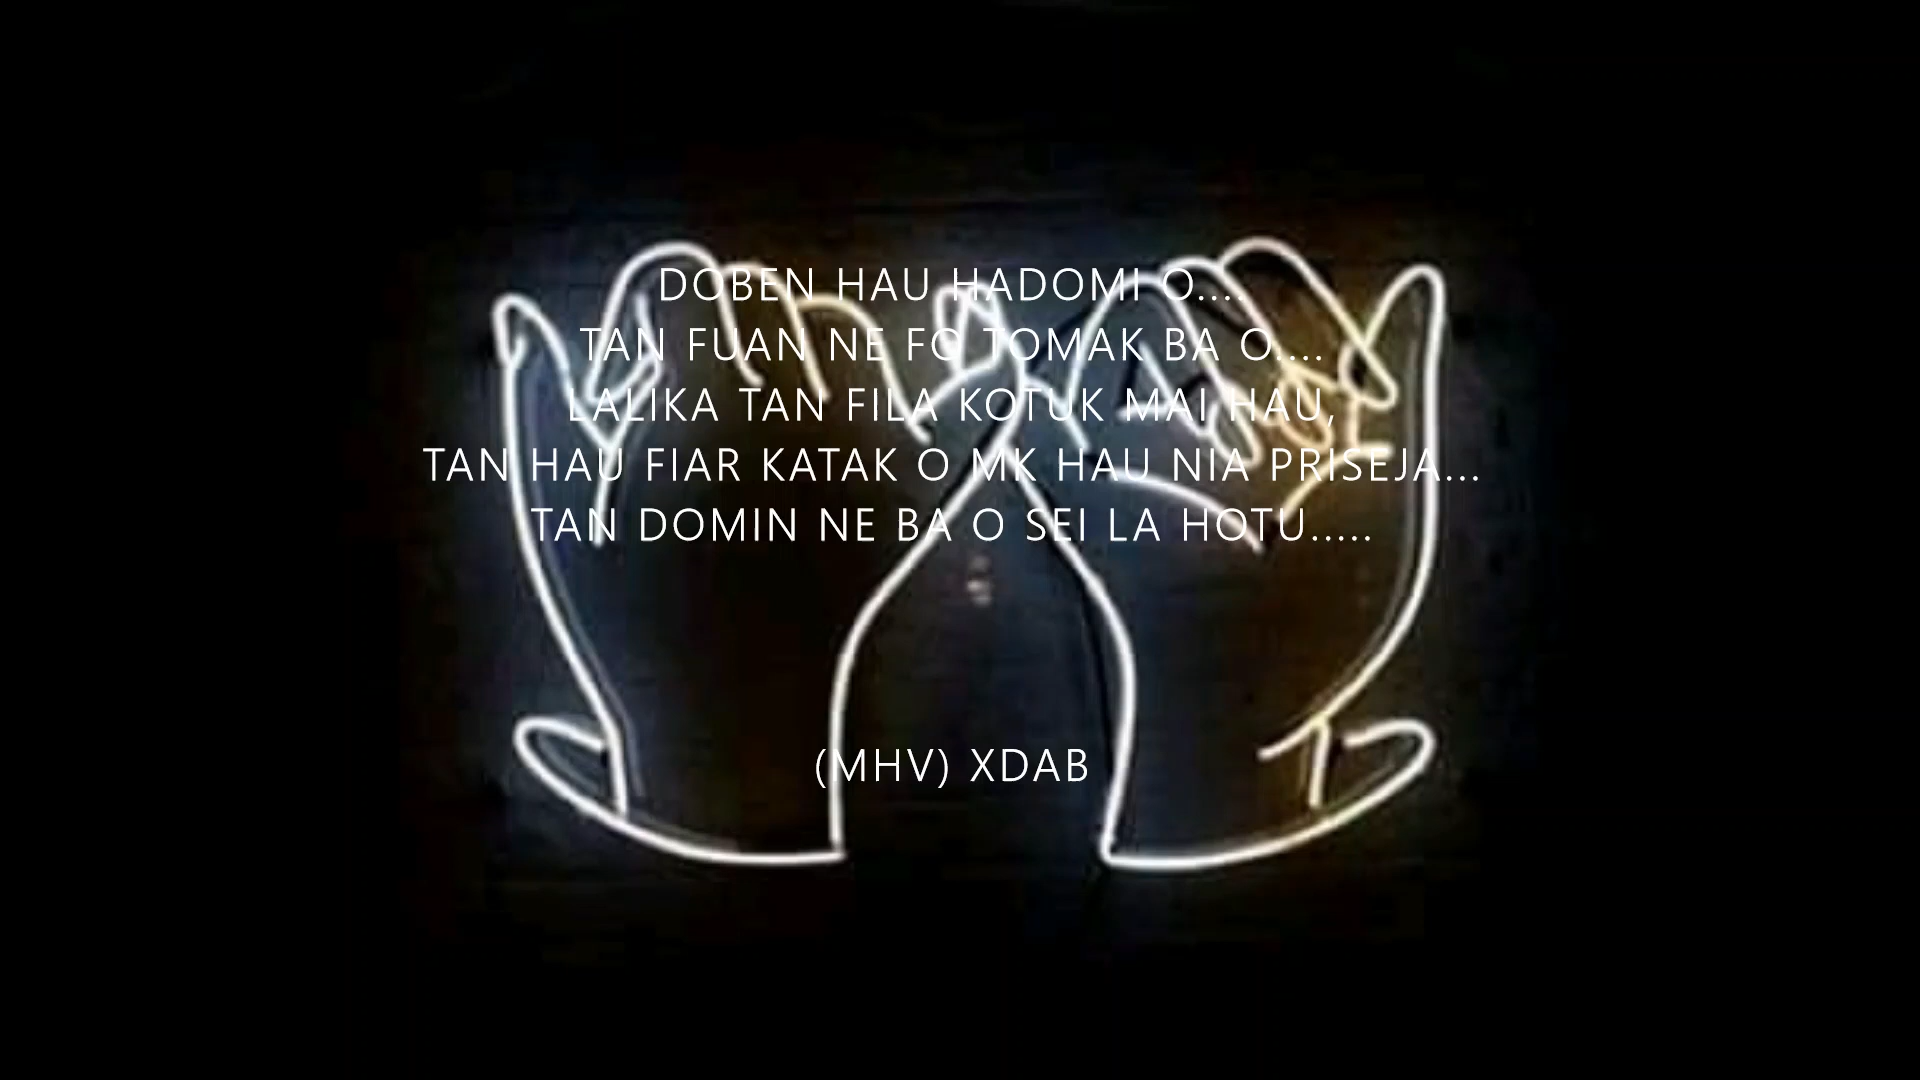 DOBEN HAU HADOMI O....
TAN FUAN NE FO TOMAK BA O....
LALIKA TAN FILA KOTUK MAI HAU,
TAN HAU FIAR KATAK O MK HAU NIA PRISEJA...
TAN DOMIN NE BA O SEI LA HOTU.....
(MHV) XDAB